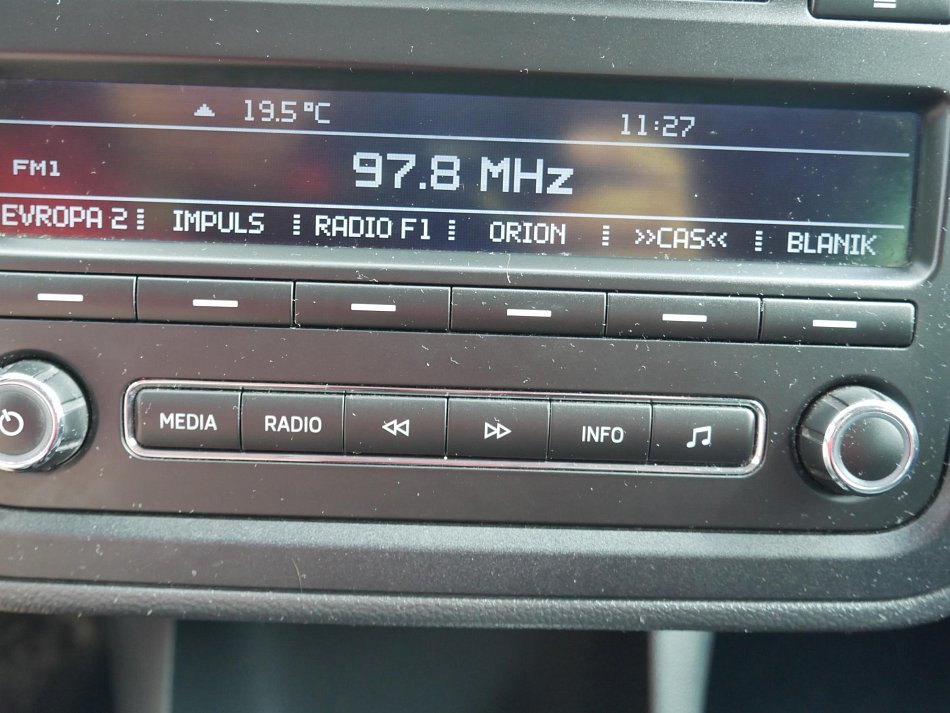 19.5°C 11:27
FM1 97.8 MHz
EVROPA 2 IMPULS RADIO F1 ORION >>CAS<< BLANIK
MEDIA RADIO INFO